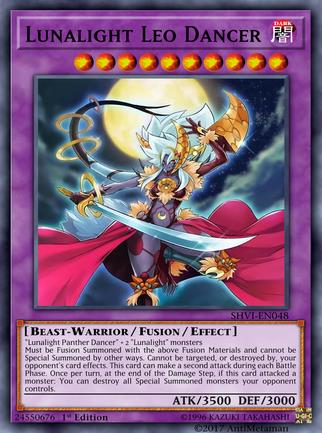 Lunalight Leo Dancer
DARK
闇
SHVI-EN048
[Beast-Warrior / Fusion / Effect]
"Lunalight Panther Dancer" + 2 "Lunalight" monsters
Must be Fusion Summoned with the above Fusion Materials and cannot be
Special Summoned by other ways. Cannot be targeted, or destroyed, by your
opponent's card effects. This card can make a second attack during each Battle
Phase. Once per turn, at the end of the Damage Step, if this card attacked a
monster: You can destroy all Special Summoned monsters your opponent
controls.
ATK/3500 DEF/3000
24550676 1st Edition ©1996 KAZUKI TAKAHASHI
©2017 AntiMetaman